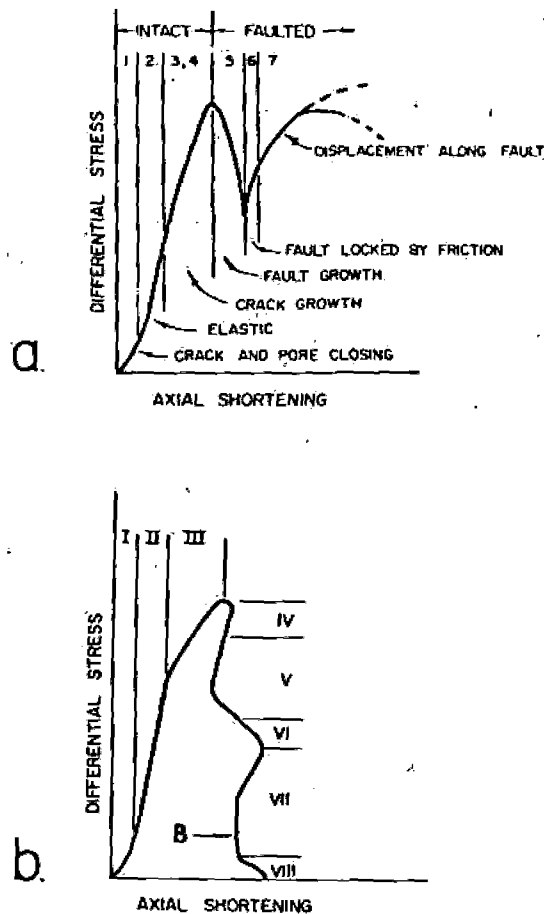 INTACT FAULTED
1 2 3,4 5 6 7
DISPLACEMENT ALONG FAULT
FAULT LOCKED BY FRICTION
FAULT GROWTH
CRACK GROWTH
ELASTIC
CRACK AND PORE CLOSING
DIFFERENTIAL STRESS
a.
AXIAL SHORTENING
I II III
IV
V
VI
VII
B
VIII
DIFFERENTIAL STRESS
b.
AXIAL SHORTENING